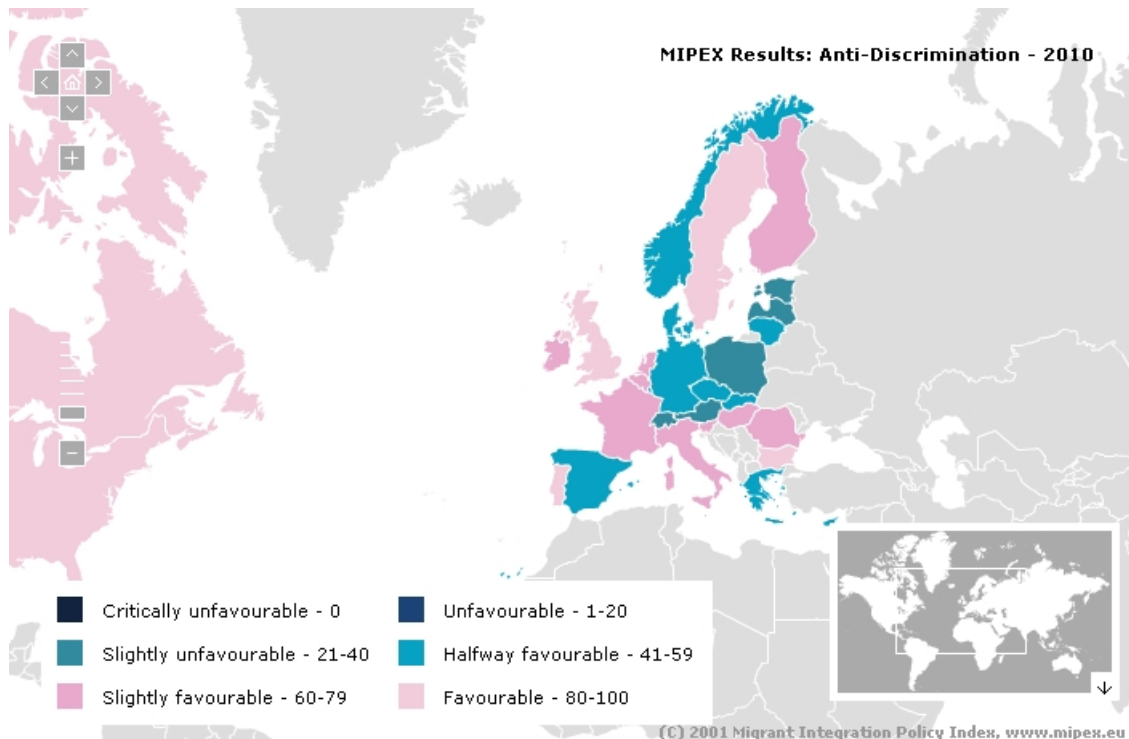 MIPEX Results: Anti-Discrimination - 2010
Critically unfavourable - 0
Unfavourable - 1-20
Slightly unfavourable - 21-40
Halfway favourable - 41-59
Slightly favourable - 60-79
Favourable - 80-100
(C) 2001 Migrant Integration Policy Index, www.mipex.eu